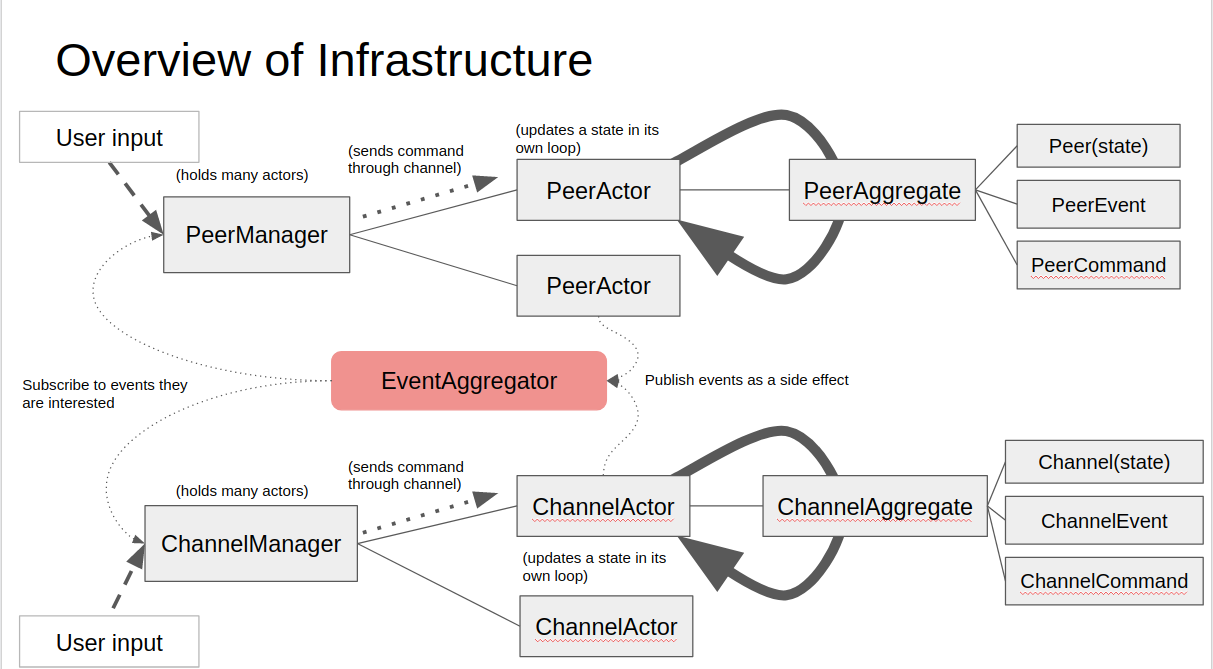 Overview of Infrastructure
User input
(holds many actors)
PeerManager
(sends command
through channel)
(updates a state in its
own loop)
PeerActor
PeerAggregate
Peer(state)
PeerEvent
PeerCommand
PeerActor
EventAggregator
Subscribe to events they
are interested
Publish events as a side effect
(sends command
through channel)
(holds many actors)
ChannelManager
ChannelActor
ChannelAggregate
Channel(state)
ChannelEvent
ChannelCommand
(updates a state in its
own loop)
ChannelActor
User input